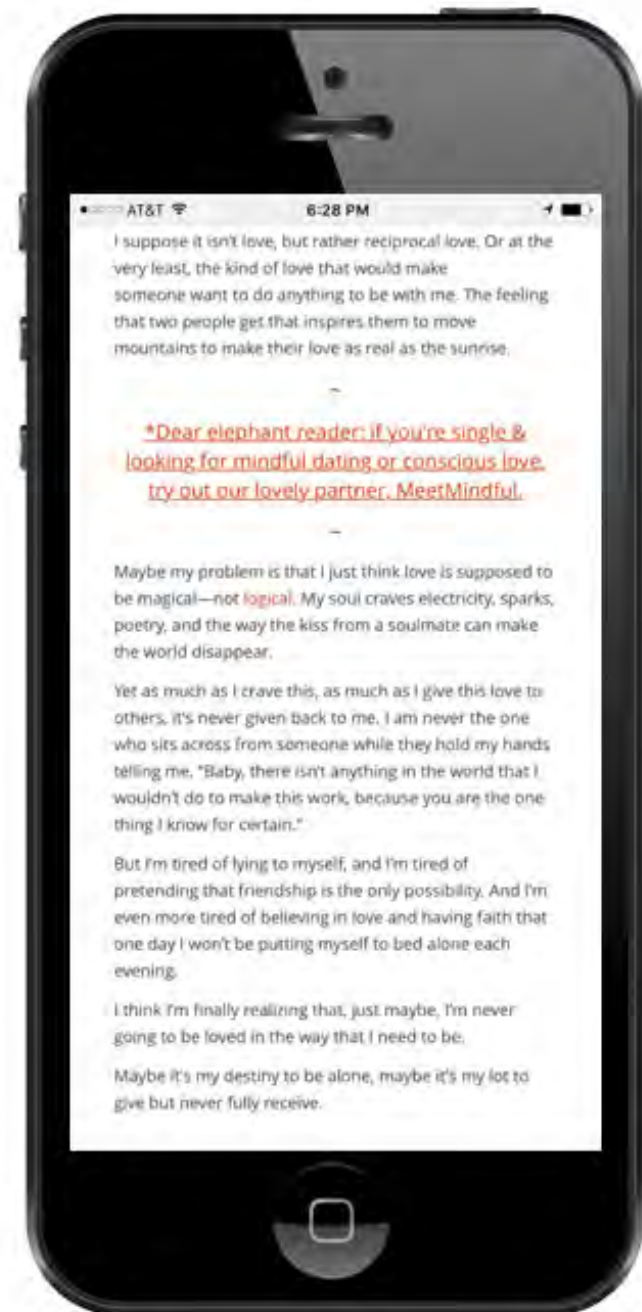 AT&T 6:28 PM
I suppose it isn't love, but rather reciprocal love. Or at the
very least, the kind of love that would make
someone want to do anything to be with me. The feeling
that two people get that inspires them to move
mountains to make their love as real as the sunrise.
~
*Dear elephant reader: if you're single &
looking for mindful dating or conscious love,
try out our lovely partner, MeetMindful.
~
Maybe my problem is that I just think love is supposed to
be magical—not logical. My soul craves electricity, sparks,
poetry, and the way the kiss from a soulmate can make
the world disappear.
Yet as much as I crave this, as much as I give this love to
others, it's never given back to me. I am never the one
who sits across from someone while they hold my hands
telling me, "Baby, there isn't anything in the world that I
wouldn't do to make this work, because you are the one
thing I know for certain."
But I'm tired of lying to myself, and I'm tired of
pretending that friendship is the only possibility. And I'm
even more tired of believing in love and having faith that
one day I won't be putting myself to bed alone each
evening.
I think I'm finally realizing that, just maybe, I'm never
going to be loved in the way that I need to be.
Maybe it's my destiny to be alone, maybe it's my lot to
give but never fully receive.